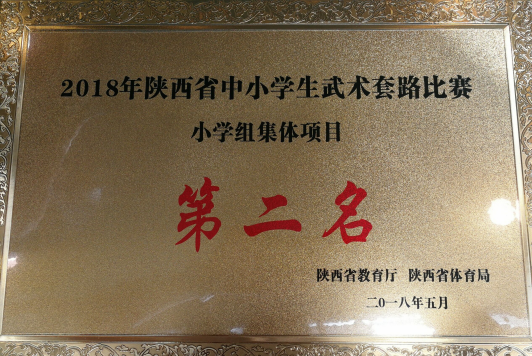 2018年陕西省中小学生武术套路比赛
小学组集体项目
第二名
陕西省教育厅 陕西省体育局
二〇一八年五月